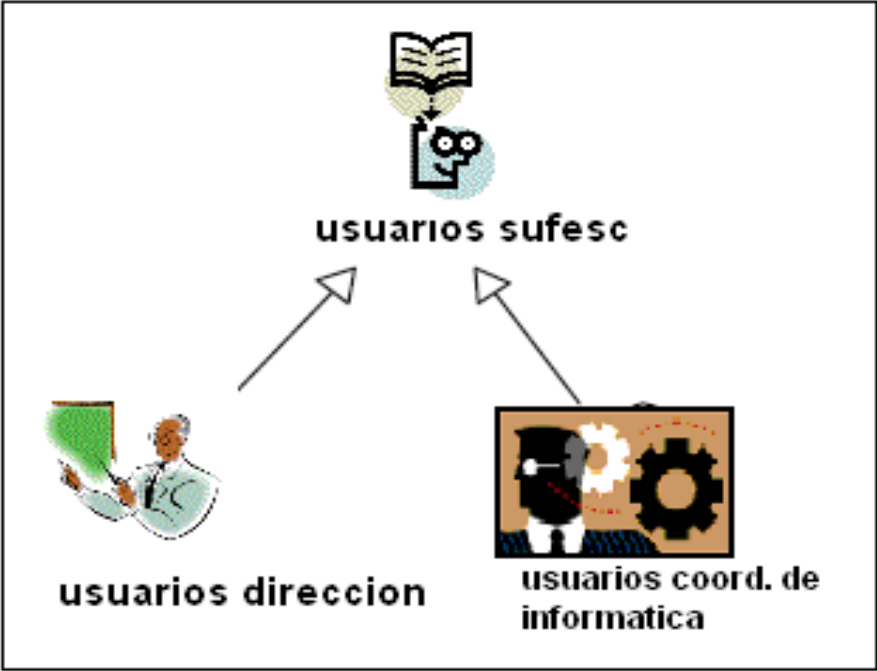 usuarios sufesc
usuarios direccion
usuarios coord. de
informatica